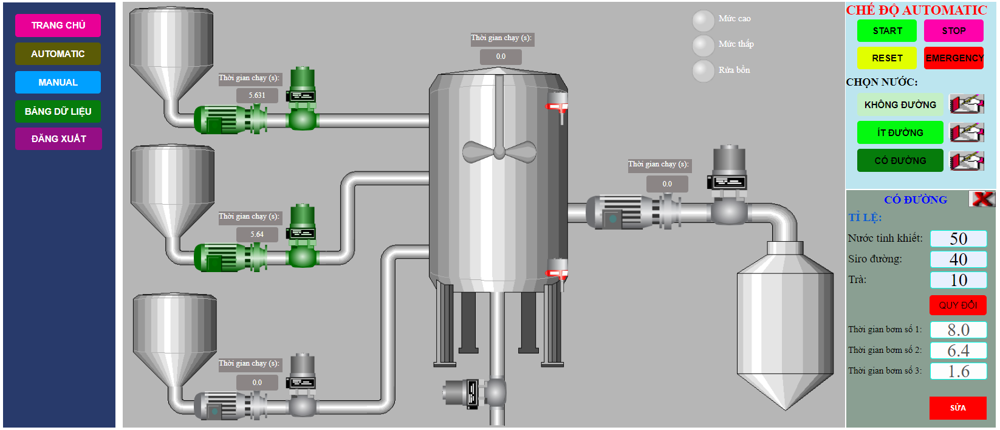 TRANG CHỦ
AUTOMATIC
MANUAL
BẢNG DỮ LIỆU
ĐĂNG XUẤT
Thời gian chạy (s):
5.631
Thời gian chạy (s):
5.64
Thời gian chạy (s):
0.0
Thời gian chạy (s):
0.0
Thời gian chạy (s):
0.0
Mức cao
Mức thấp
Rửa bồn
CHẾ ĐỘ AUTOMATIC
START
STOP
RESET
EMERGENCY
CHỌN NƯỚC:
KHÔNG ĐƯỜNG
ÍT ĐƯỜNG
CÓ ĐƯỜNG
CÓ ĐƯỜNG
TỈ LỆ:
Nước tinh khiết: 50
Siro đường: 40
Trà: 10
QUY ĐỔI
Thời gian bơm số 1: 8.0
Thời gian bơm số 2: 6.4
Thời gian bơm số 3: 1.6
SỬA